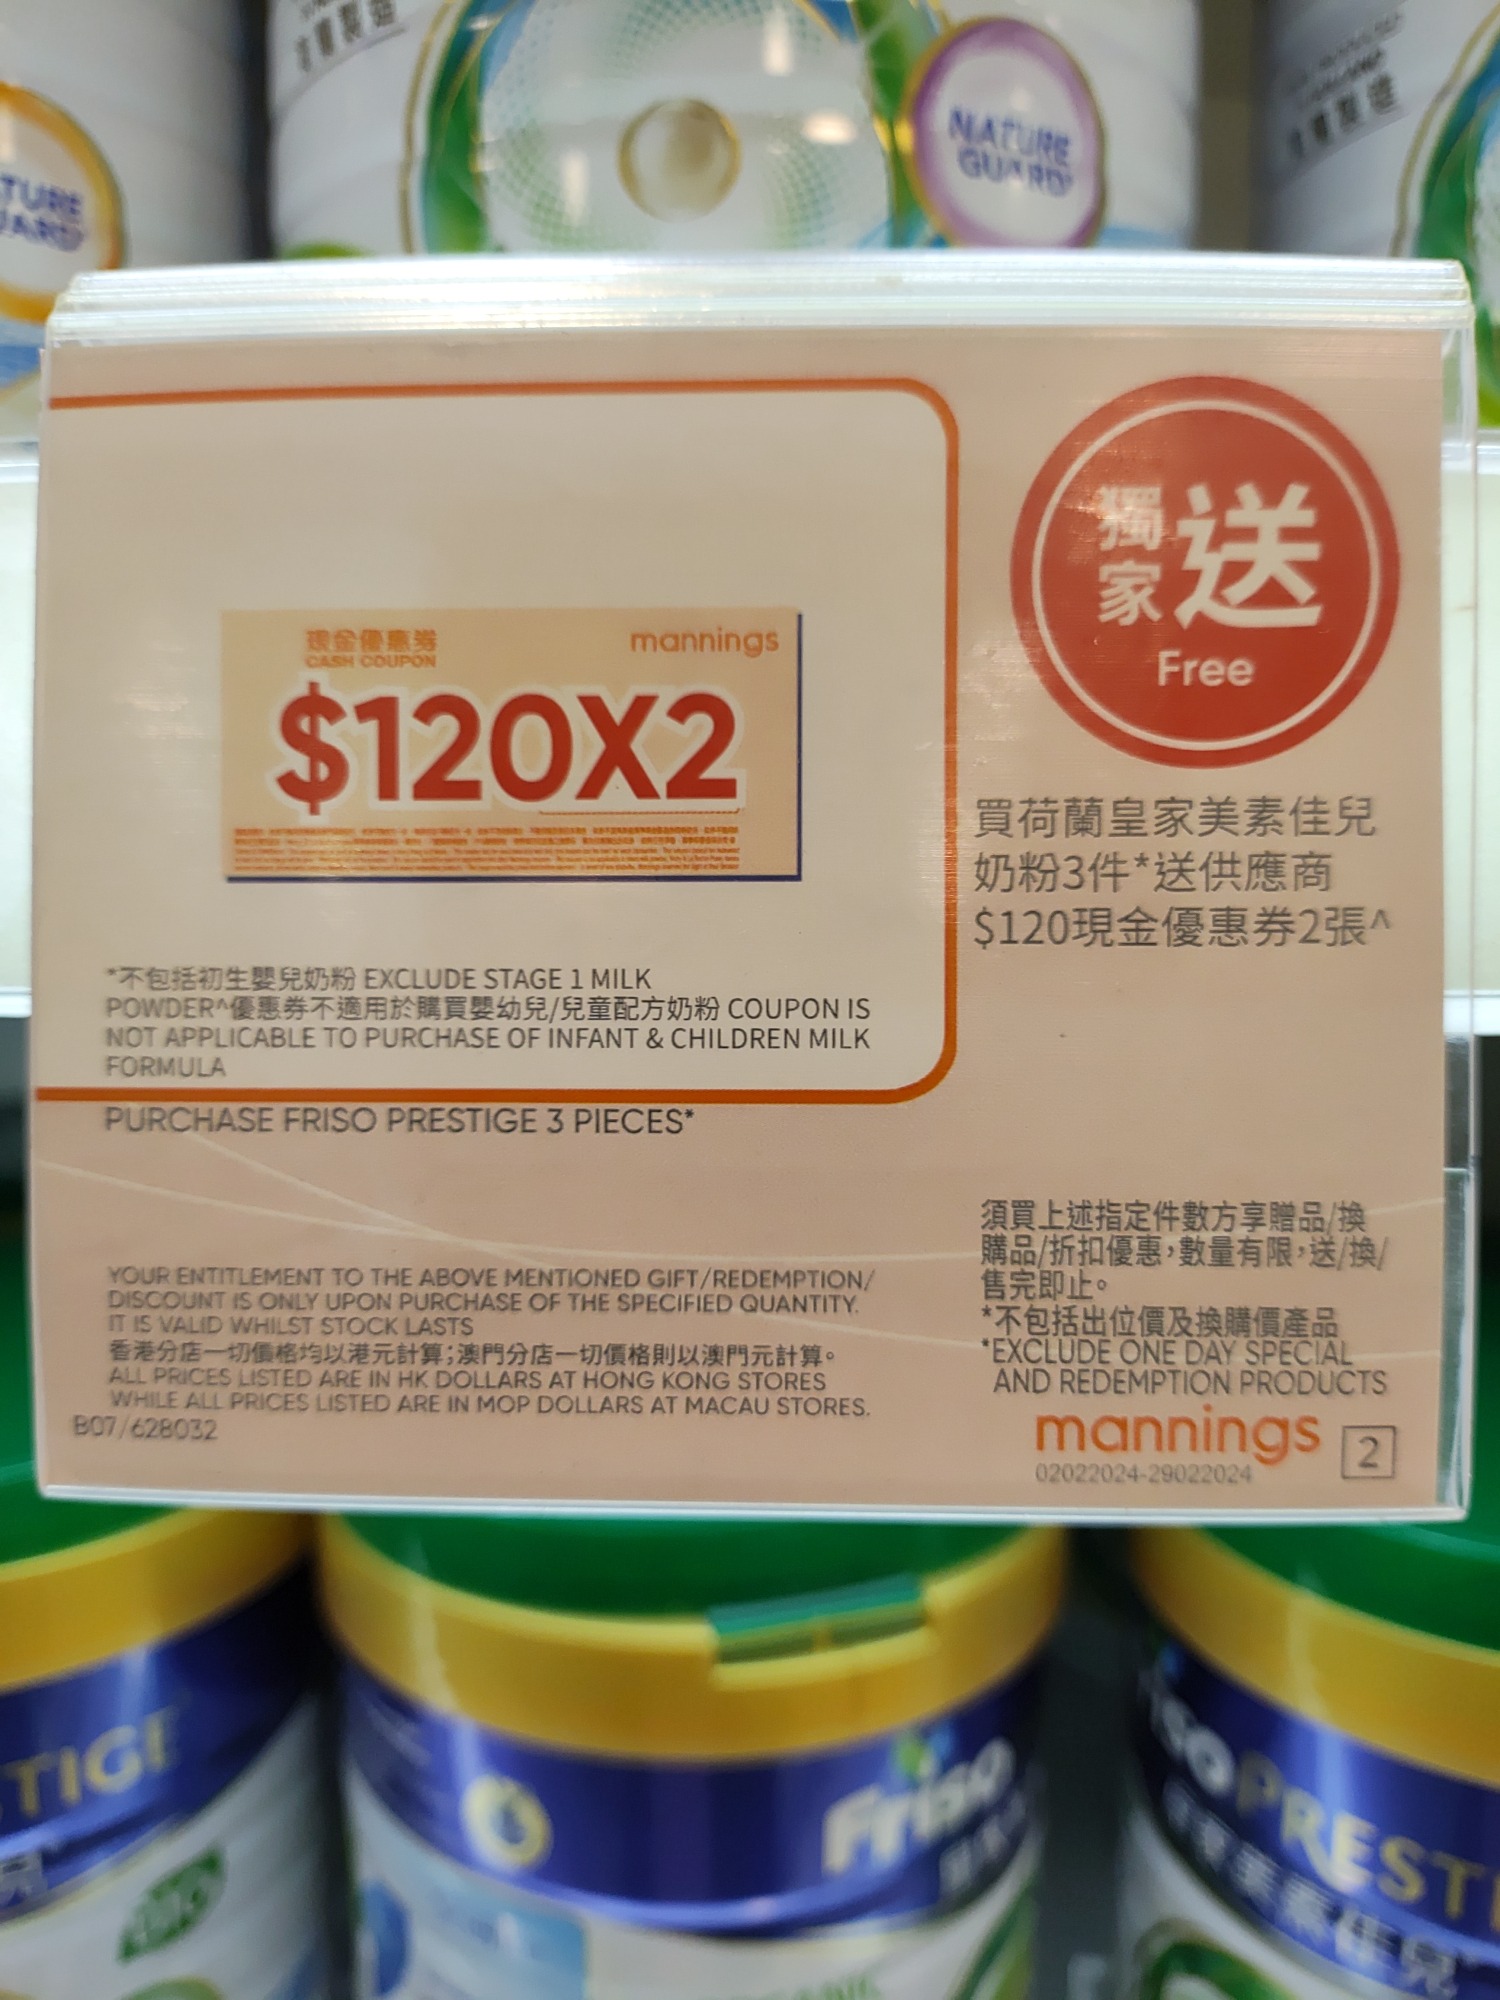 NATURE
GUARD
TURE
獨家
送
Free
現金優惠券
CASH COUPON
mannings
$120X2
買荷蘭皇家美素佳兒
奶粉3件*送供應商
$120現金優惠券2張^
*不包括初生嬰兒奶粉 EXCLUDE STAGE 1 MILK
POWDER^優惠券不適用於購買嬰幼兒/兒童配方奶粉 COUPON IS
NOT APPLICABLE TO PURCHASE OF INFANT & CHILDREN MILK
FORMULA
PURCHASE FRISO PRESTIGE 3 PIECES*
須買上述指定件數方享贈品/換
購品/折扣優惠,數量有限,送/換/
售完即止。
*不包括出位價及換購價產品
*EXCLUDE ONE DAY SPECIAL
AND REDEMPTION PRODUCTS
YOUR ENTITLEMENT TO THE ABOVE MENTIONED GIFT/REDEMPTION/
DISCOUNT IS ONLY UPON PURCHASE OF THE SPECIFIED QUANTITY.
IT IS VALID WHILST STOCK LASTS
香港分店一切價格均以港元計算;澳門分店一切價格則以澳門元計算。
ALL PRICES LISTED ARE IN HK DOLLARS AT HONG KONG STORES
WHILE ALL PRICES LISTED ARE IN MOP DOLLARS AT MACAU STORES.
B07/628032
mannings
2
02022024-29022024
TIGE
Friso
PREST
美素佳兒